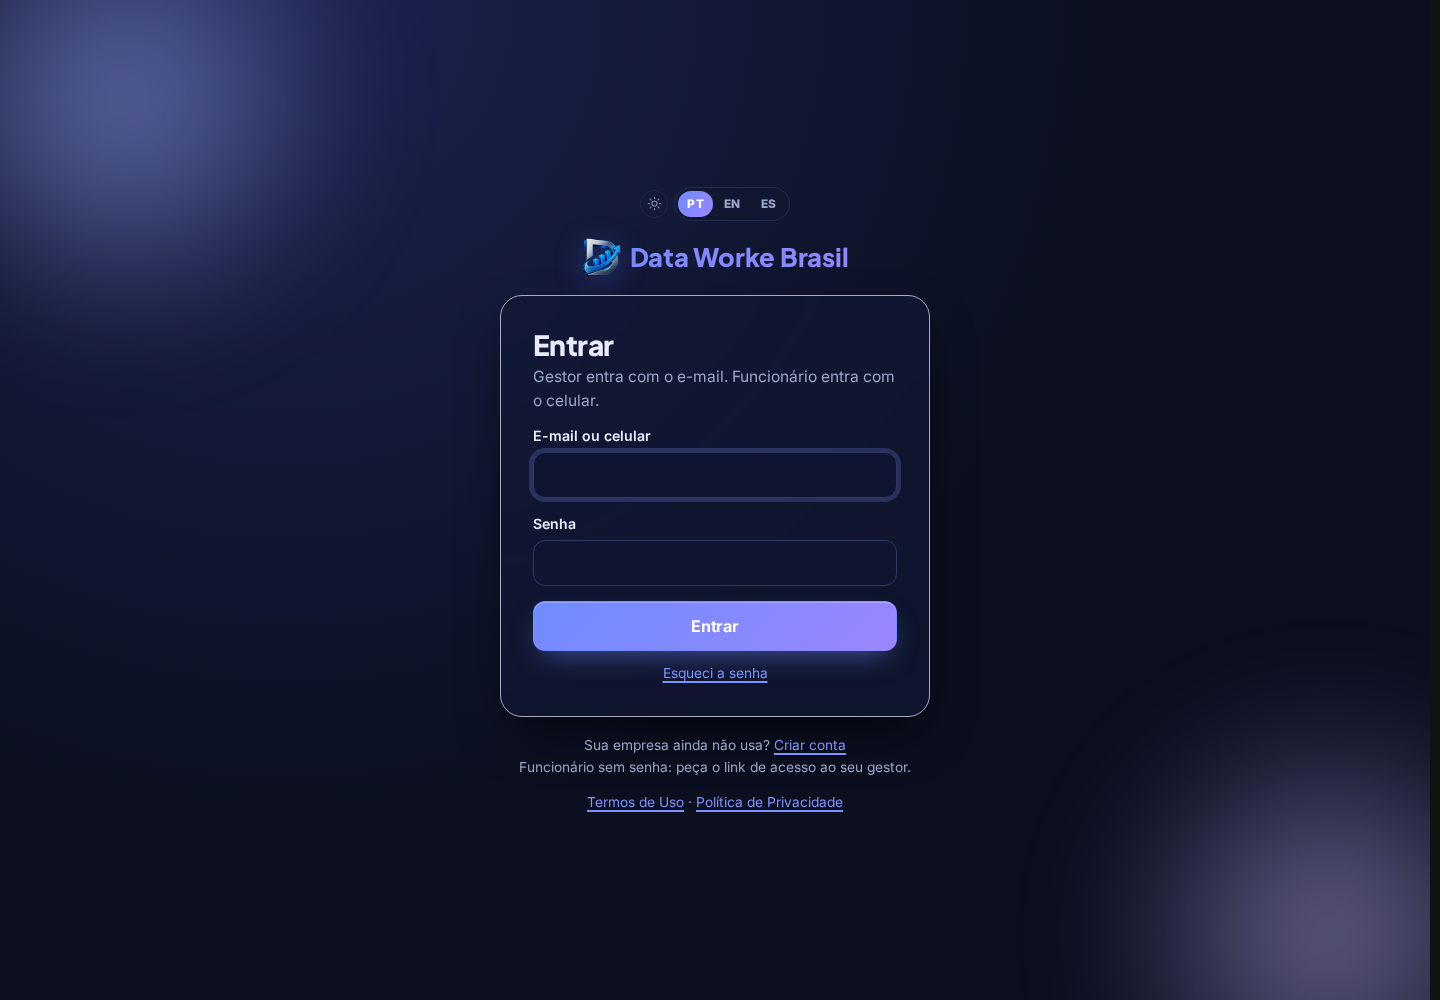 PT EN ES
Data Worke Brasil
Entrar
Gestor entra com o e-mail. Funcionário entra com
o celular.
E-mail ou celular
Senha
Entrar
Esqueci a senha
Sua empresa ainda não usa? Criar conta
Funcionário sem senha: peça o link de acesso ao seu gestor.
Termos de Uso · Política de Privacidade